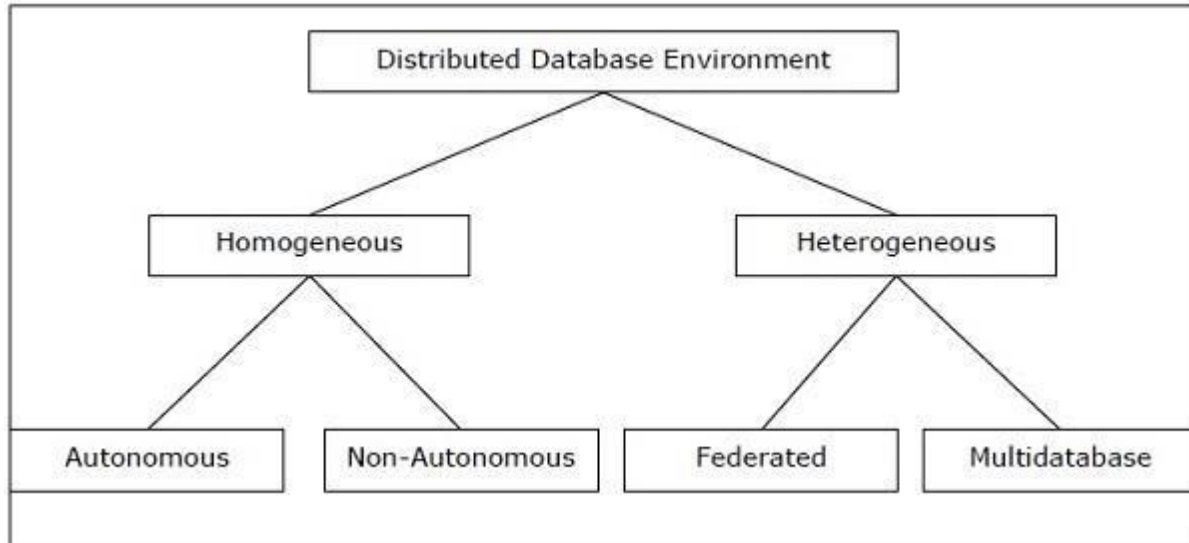 Distributed Database Environment
Homogeneous
Heterogeneous
Autonomous
Non-Autonomous
Federated
Multidatabase